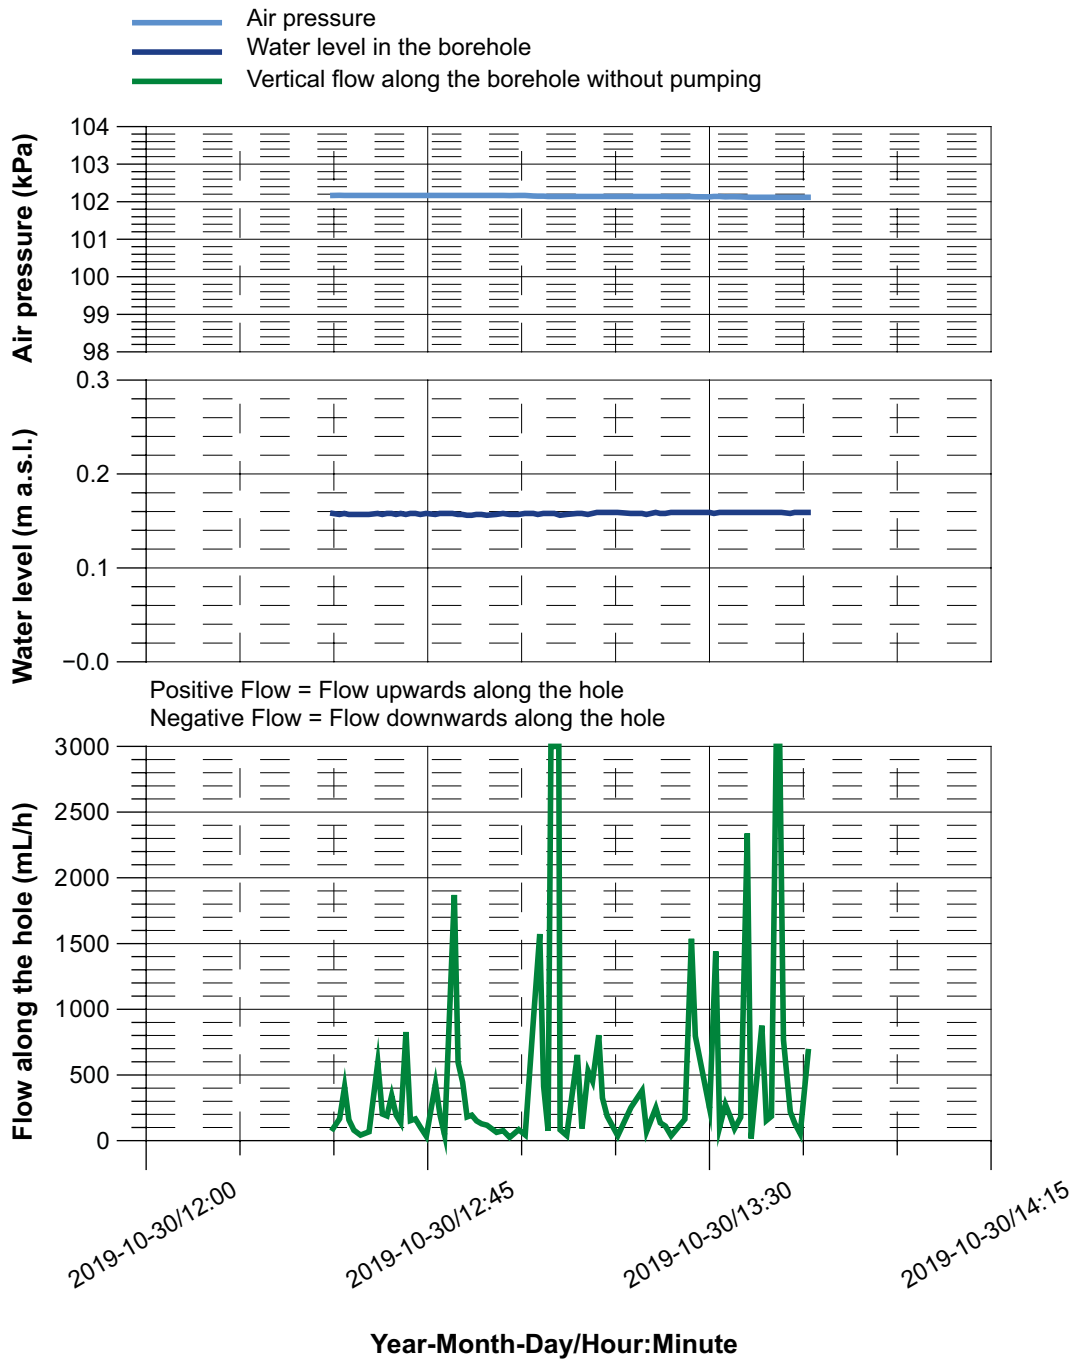 Air pressure
Water level in the borehole
Vertical flow along the borehole without pumping
Air pressure (kPa)
104
103
102
101
100
99
98
Water level (m a.s.l.)
0.3
0.2
0.1
−0.0
Positive Flow = Flow upwards along the hole
Negative Flow = Flow downwards along the hole
Flow along the hole (mL/h)
3000
2500
2000
1500
1000
500
0
2019-10-30/12:00
2019-10-30/12:45
2019-10-30/13:30
2019-10-30/14:15
Year-Month-Day/Hour:Minute